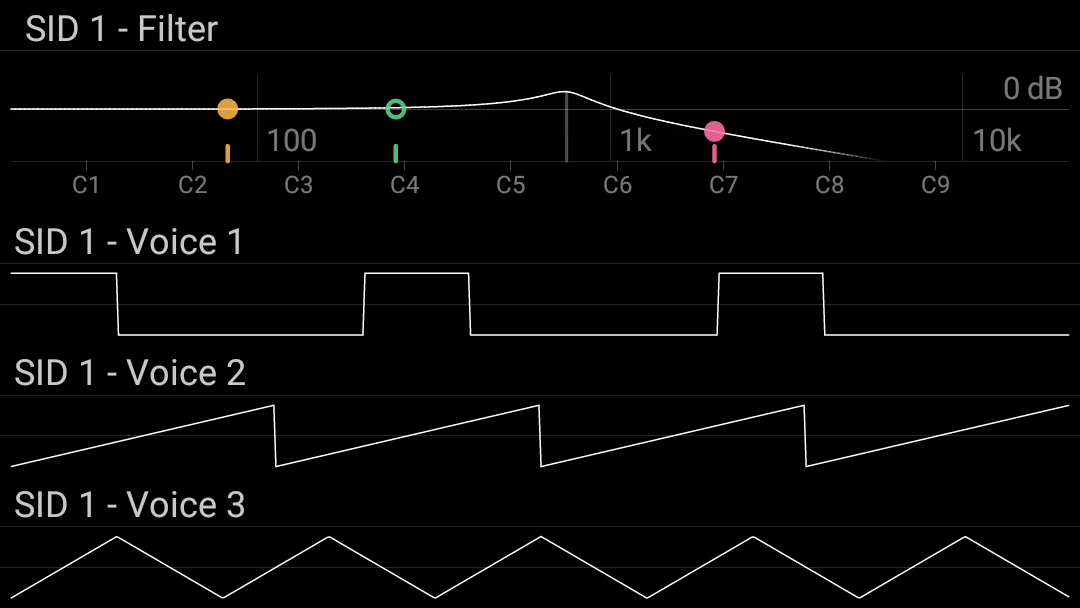 SID 1 - Filter
0 dB
100 1k 10k
C1 C2 C3 C4 C5 C6 C7 C8 C9
SID 1 - Voice 1
SID 1 - Voice 2
SID 1 - Voice 3